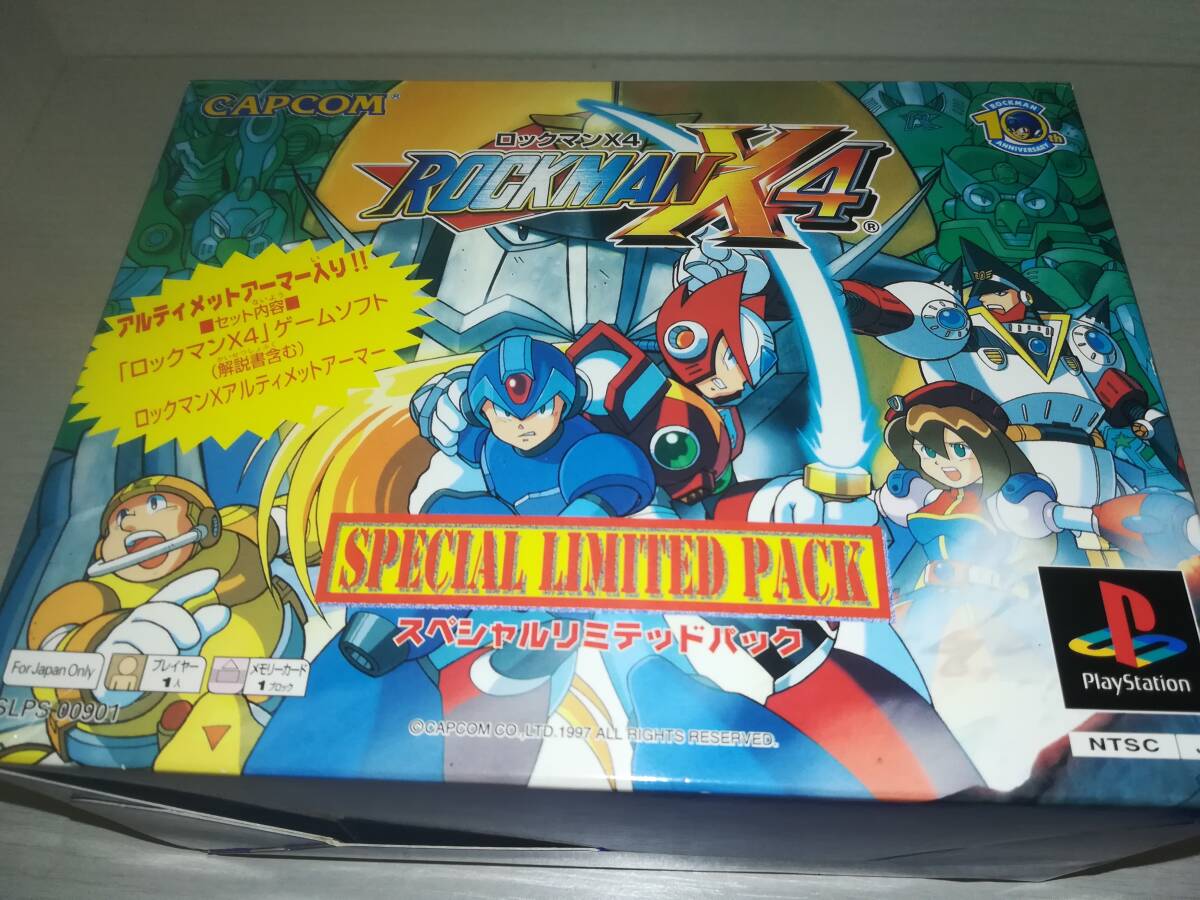 CAPCOM®
ロックマンX4
ROCKMAN X4®
ROCKMAN
10th
ANNIVERSARY
アルティメットアーマー入り!!
■セット内容■
「ロックマンX4」ゲームソフト
(解説書含む)
ロックマンXアルティメットアーマー
SPECIAL LIMITED PACK
スペシャルリミテッドパック
For Japan Only
プレイヤー
1人
メモリーカード
1ブロック
SLPS-00901
©CAPCOM CO.,LTD.1997 ALL RIGHTS RESERVED.
PlayStation
NTSC J